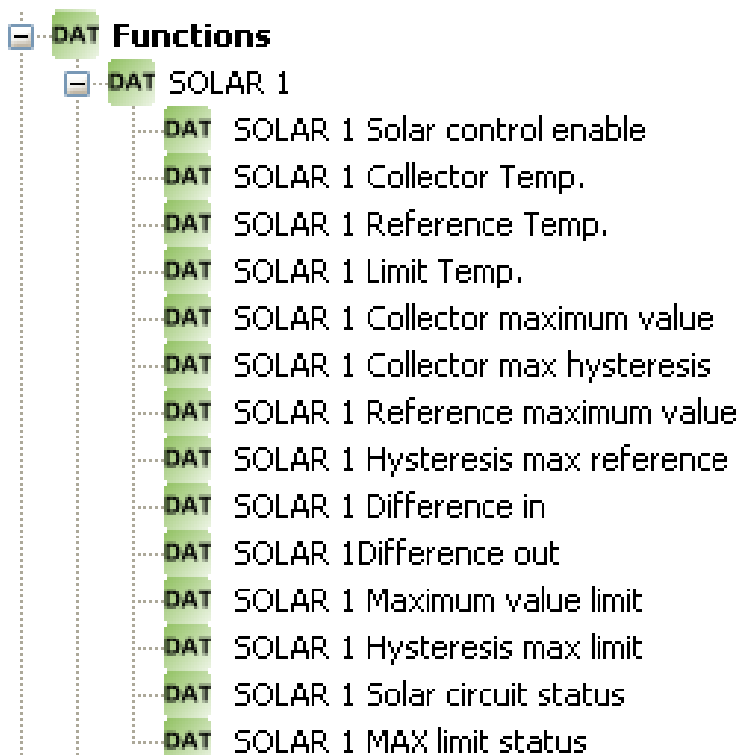 DAT Functions
DAT SOLAR 1
DAT SOLAR 1 Solar control enable
DAT SOLAR 1 Collector Temp.
DAT SOLAR 1 Reference Temp.
DAT SOLAR 1 Limit Temp.
DAT SOLAR 1 Collector maximum value
DAT SOLAR 1 Collector max hysteresis
DAT SOLAR 1 Reference maximum value
DAT SOLAR 1 Hysteresis max reference
DAT SOLAR 1 Difference in
DAT SOLAR 1Difference out
DAT SOLAR 1 Maximum value limit
DAT SOLAR 1 Hysteresis max limit
DAT SOLAR 1 Solar circuit status
DAT SOLAR 1 MAX limit status